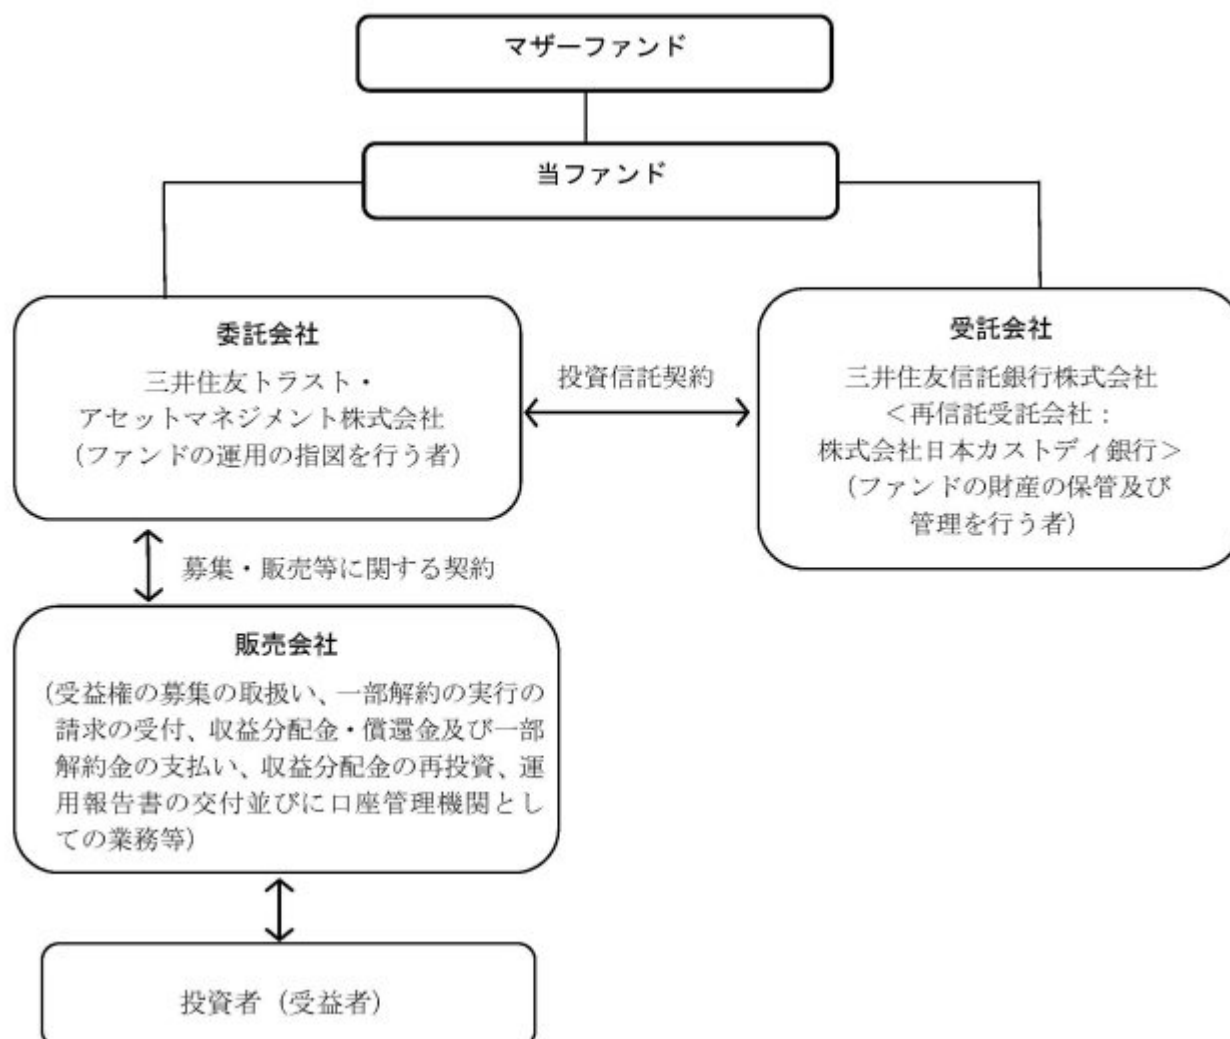 マザーファンド
当ファンド
委託会社
三井住友トラスト・
アセットマネジメント株式会社
（ファンドの運用の指図を行う者）
投資信託契約
受託会社
三井住友信託銀行株式会社
＜再信託受託会社：
株式会社日本カストディ銀行＞
（ファンドの財産の保管及び
管理を行う者）
募集・販売等に関する契約
販売会社
（受益権の募集の取扱い、一部解約の実行の
請求の受付、収益分配金・償還金及び一部
解約金の支払い、収益分配金の再投資、運
用報告書の交付並びに口座管理機関とし
ての業務等）
投資者（受益者）